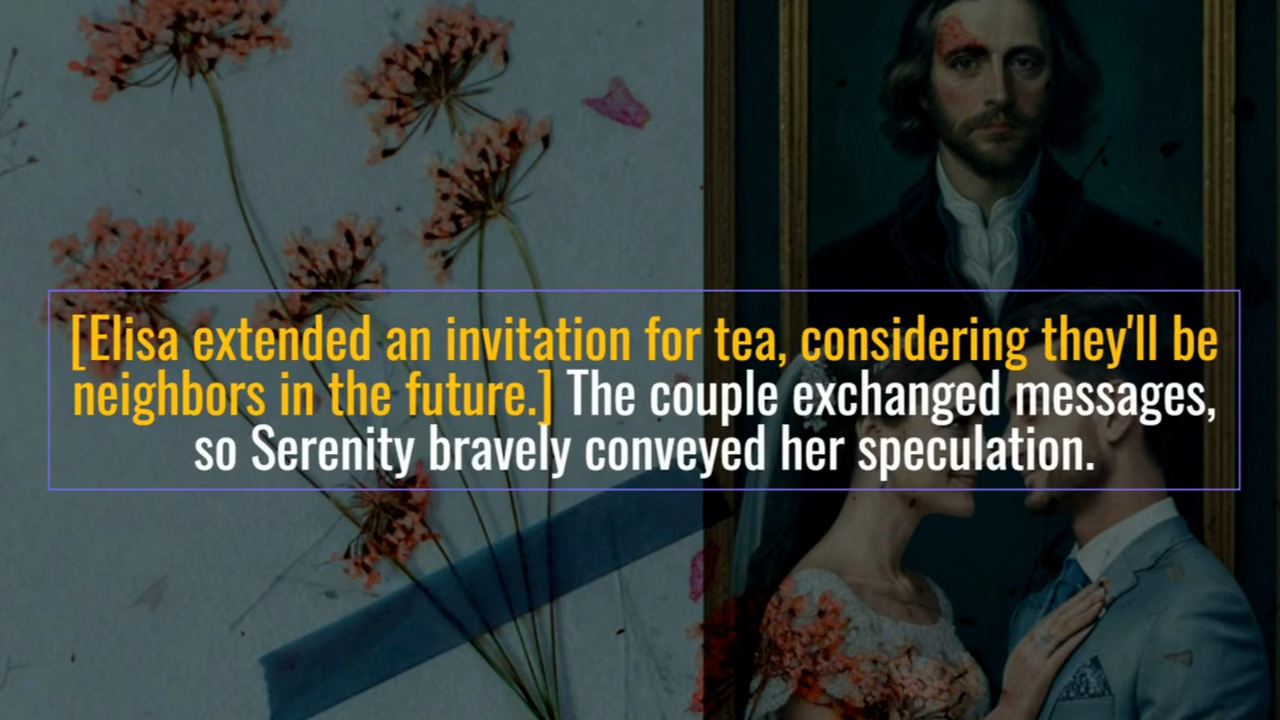 [Elisa extended an invitation for tea, considering they'll be
neighbors in the future.] The couple exchanged messages,
so Serenity bravely conveyed her speculation.